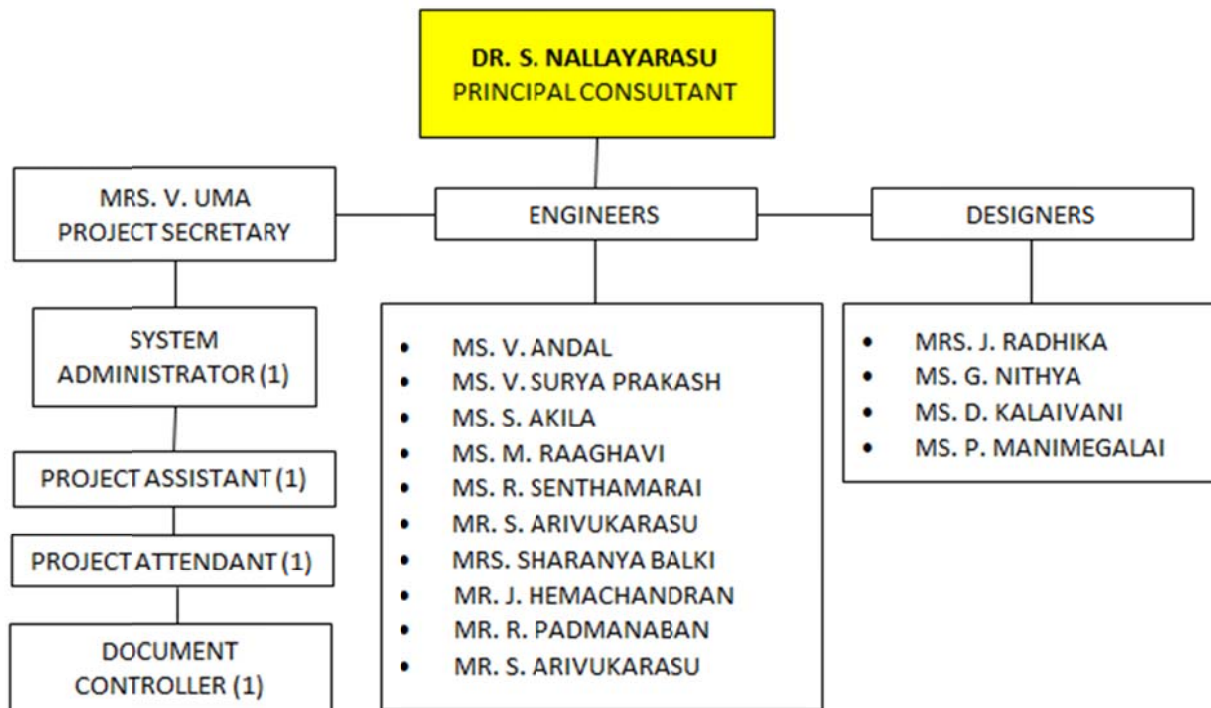 DR. S. NALLAYARASU
PRINCIPAL CONSULTANT
MRS. V. UMA
PROJECT SECRETARY
ENGINEERS
DESIGNERS
SYSTEM
ADMINISTRATOR (1)
PROJECT ASSISTANT (1)
PROJECT ATTENDANT (1)
DOCUMENT
CONTROLLER (1)
• MS. V. ANDAL
• MS. V. SURYA PRAKASH
• MS. S. AKILA
• MS. M. RAAGHAVI
• MS. R. SENTHAMARAI
• MR. S. ARIVUKARASU
• MRS. SHARANYA BALKI
• MR. J. HEMACHANDRAN
• MR. R. PADMANABAN
• MR. S. ARIVUKARASU
• MRS. J. RADHIKA
• MS. G. NITHYA
• MS. D. KALAIVANI
• MS. P. MANIMEGALAI